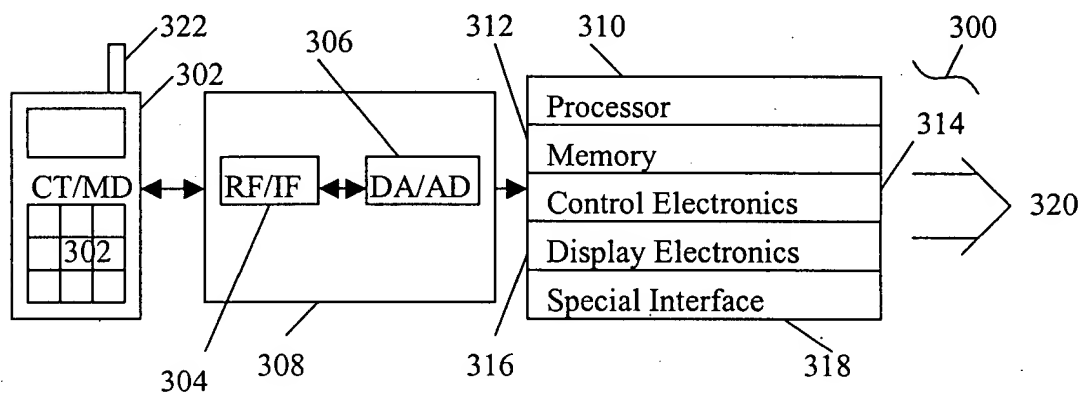 322
302
306
312
310
300
Processor
314
Memory
CT/MD
RF/IF
DA/AD
Control Electronics
320
302
Display Electronics
Special Interface
304
308
316
318